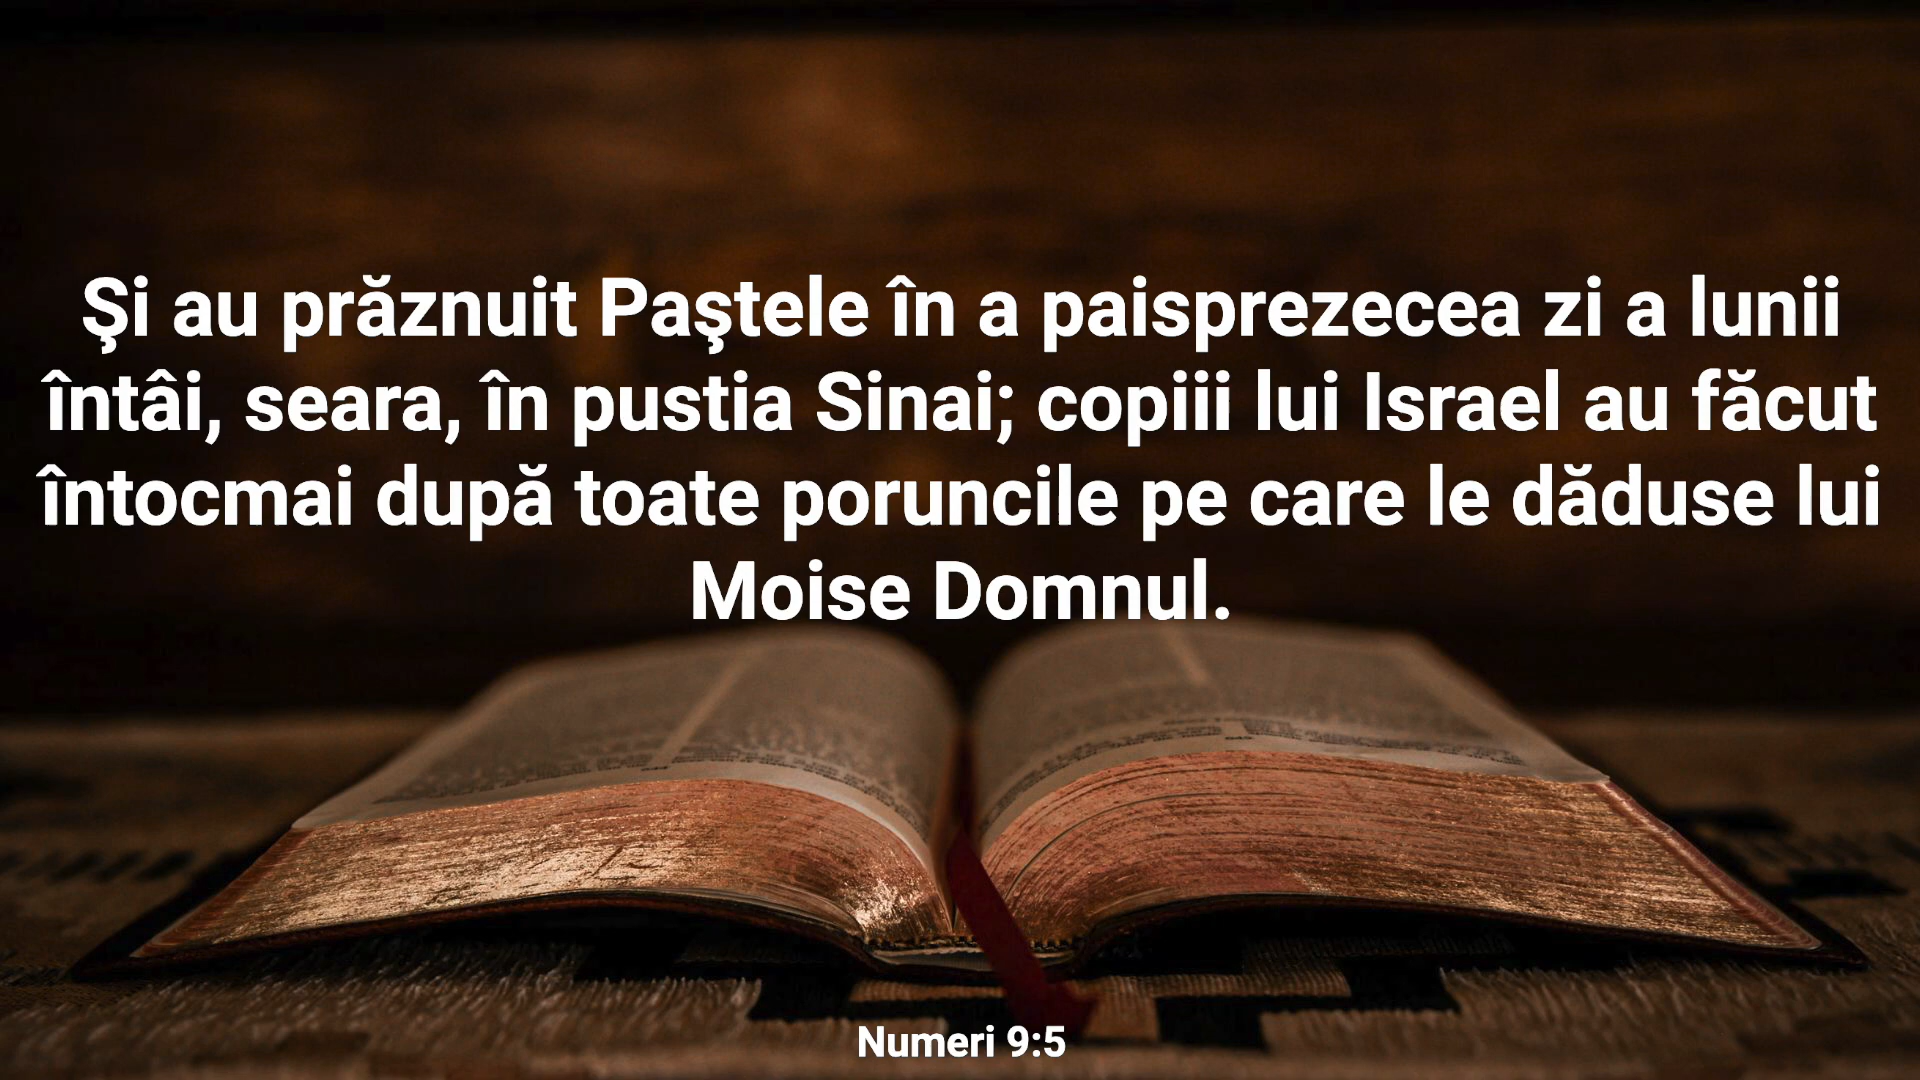 Şi au prăznuit Paştele în a paisprezecea zi a lunii
întâi, seara, în pustia Sinai; copiii lui Israel au făcut
întocmai după toate poruncile pe care le dăduse lui
Moise Domnul.
Numeri 9:5